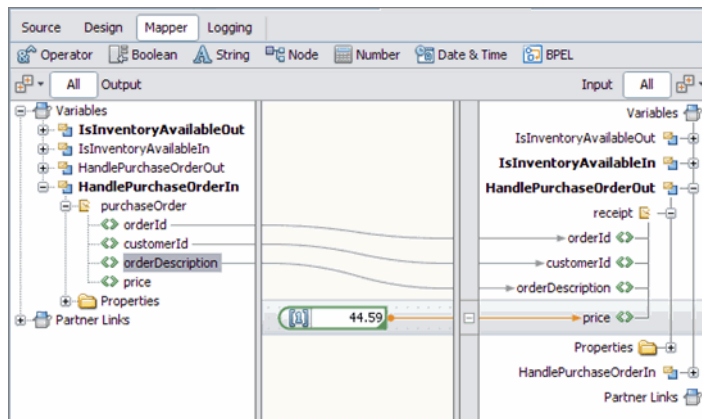 Source Design Mapper Logging
Operator Boolean String Node Number Date & Time BPEL
All Output Input All
Variables
IsInventoryAvailableOut
IsInventoryAvailableIn
HandlePurchaseOrderOut
HandlePurchaseOrderIn
purchaseOrder
orderId
customerId
orderDescription
price
Properties
Partner Links
44.59
Variables
IsInventoryAvailableOut
IsInventoryAvailableIn
HandlePurchaseOrderOut
receipt
orderId
customerId
orderDescription
price
Properties
HandlePurchaseOrderIn
Partner Links